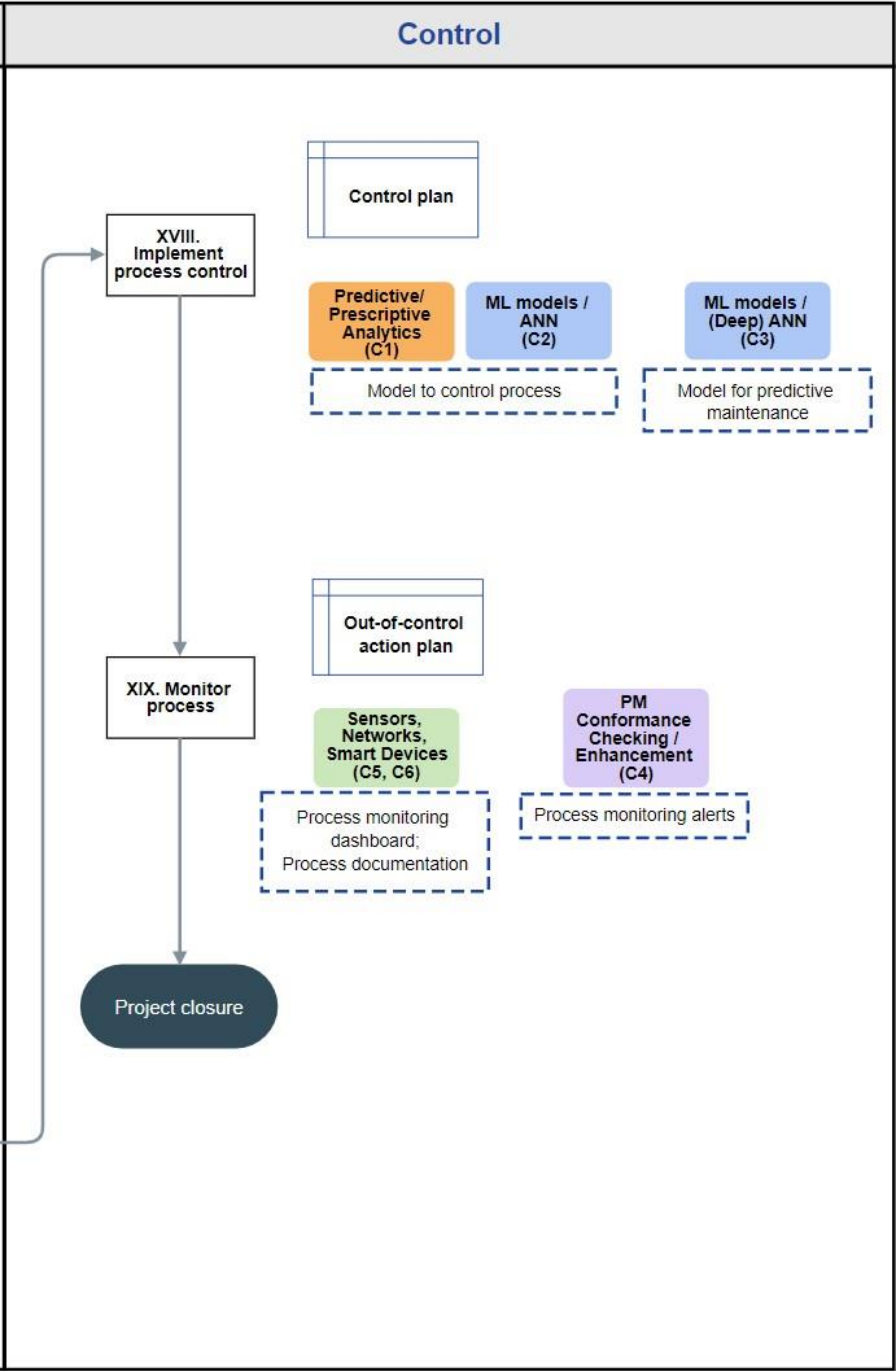 Control
Control plan
XVIII.
Implement
process control
Predictive/
Prescriptive
Analytics
(C1)
ML models /
ANN
(C2)
ML models /
(Deep) ANN
(C3)
Model to control process
Model for predictive
maintenance
Out-of-control
action plan
XIX. Monitor
process
Sensors,
Networks,
Smart Devices
(C5, C6)
PM
Conformance
Checking /
Enhancement
(C4)
Process monitoring
dashboard;
Process documentation
Process monitoring alerts
Project closure